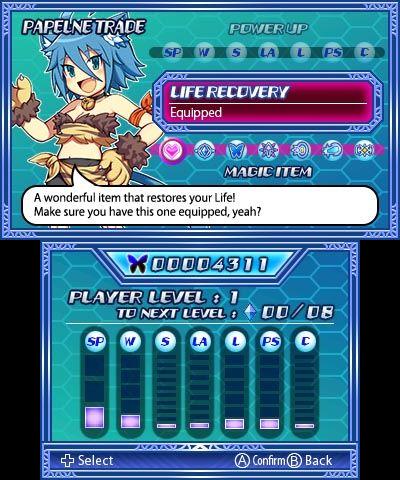 PAPELNE TRADE
POWER UP
SP W S LA L PS C
LIFE RECOVERY
Equipped
MAGIC ITEM
A wonderful item that restores your Life!
Make sure you have this one equipped, yeah?
00004311
PLAYER LEVEL : 1
TO NEXT LEVEL : 00/08
SP W S LA L PS C
Select
A Confirm B Back